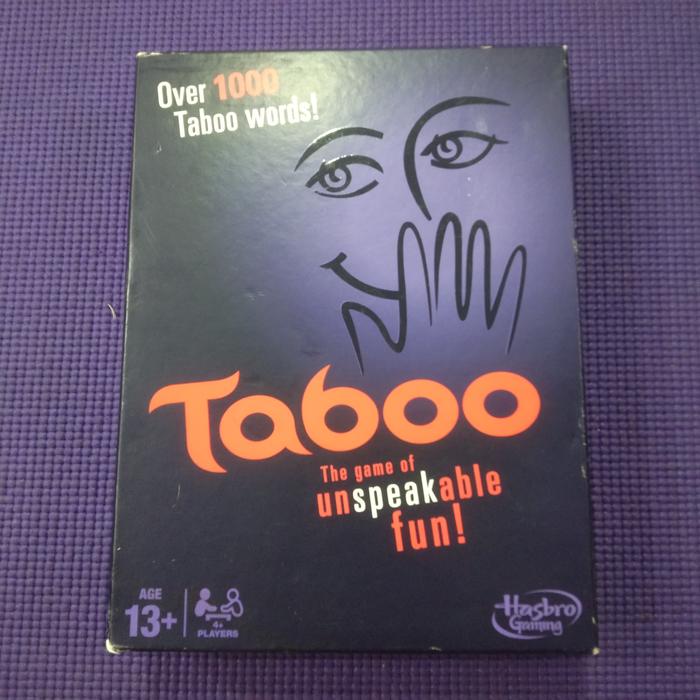 Over 1000
Taboo words!
Taboo
The game of
unspeakable
fun!
AGE
13+
4+
PLAYERS
Hasbro
Gaming